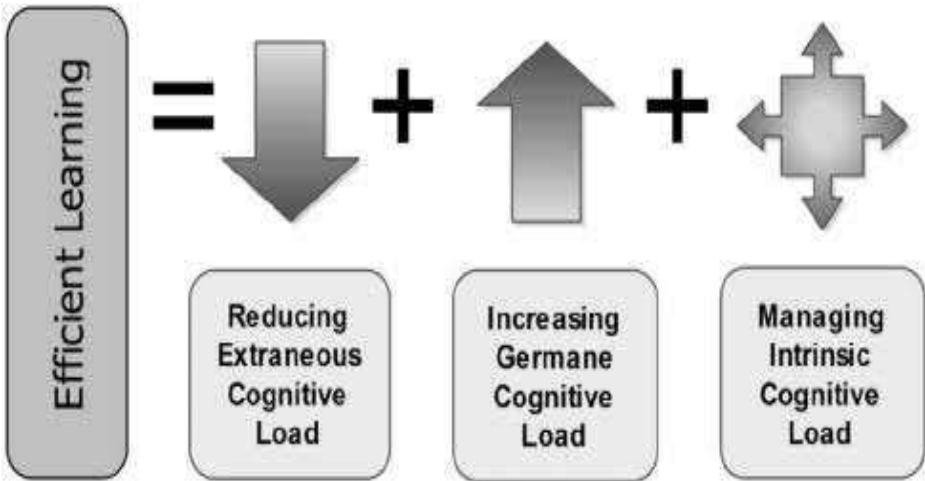 Efficient Learning
=
+
+
Reducing
Extraneous
Cognitive
Load
Increasing
Germane
Cognitive
Load
Managing
Intrinsic
Cognitive
Load